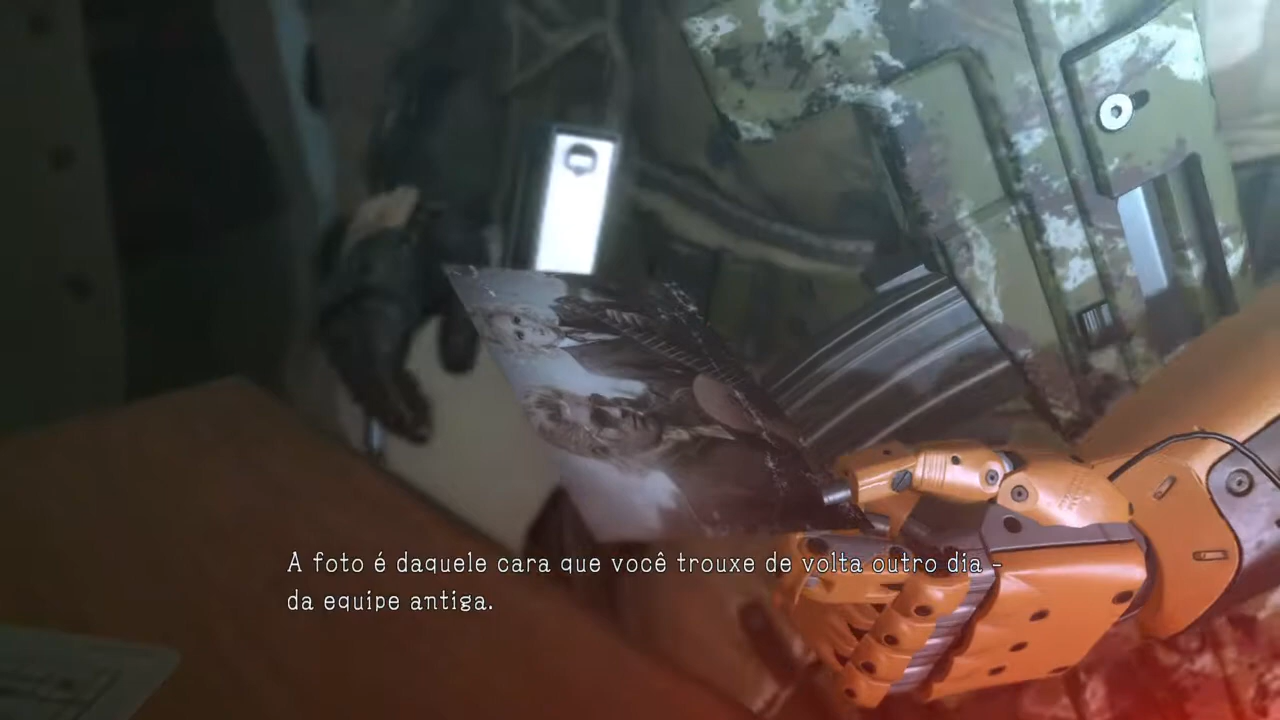 A foto é daquele cara que você trouxe de volta outro dia -
da equipe antiga.